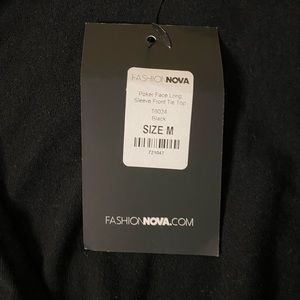 FASHIONNOVA
Poker Face Long
Sleeve Front Tie Top
Black
SIZE M
FASHIONNOVA.COM